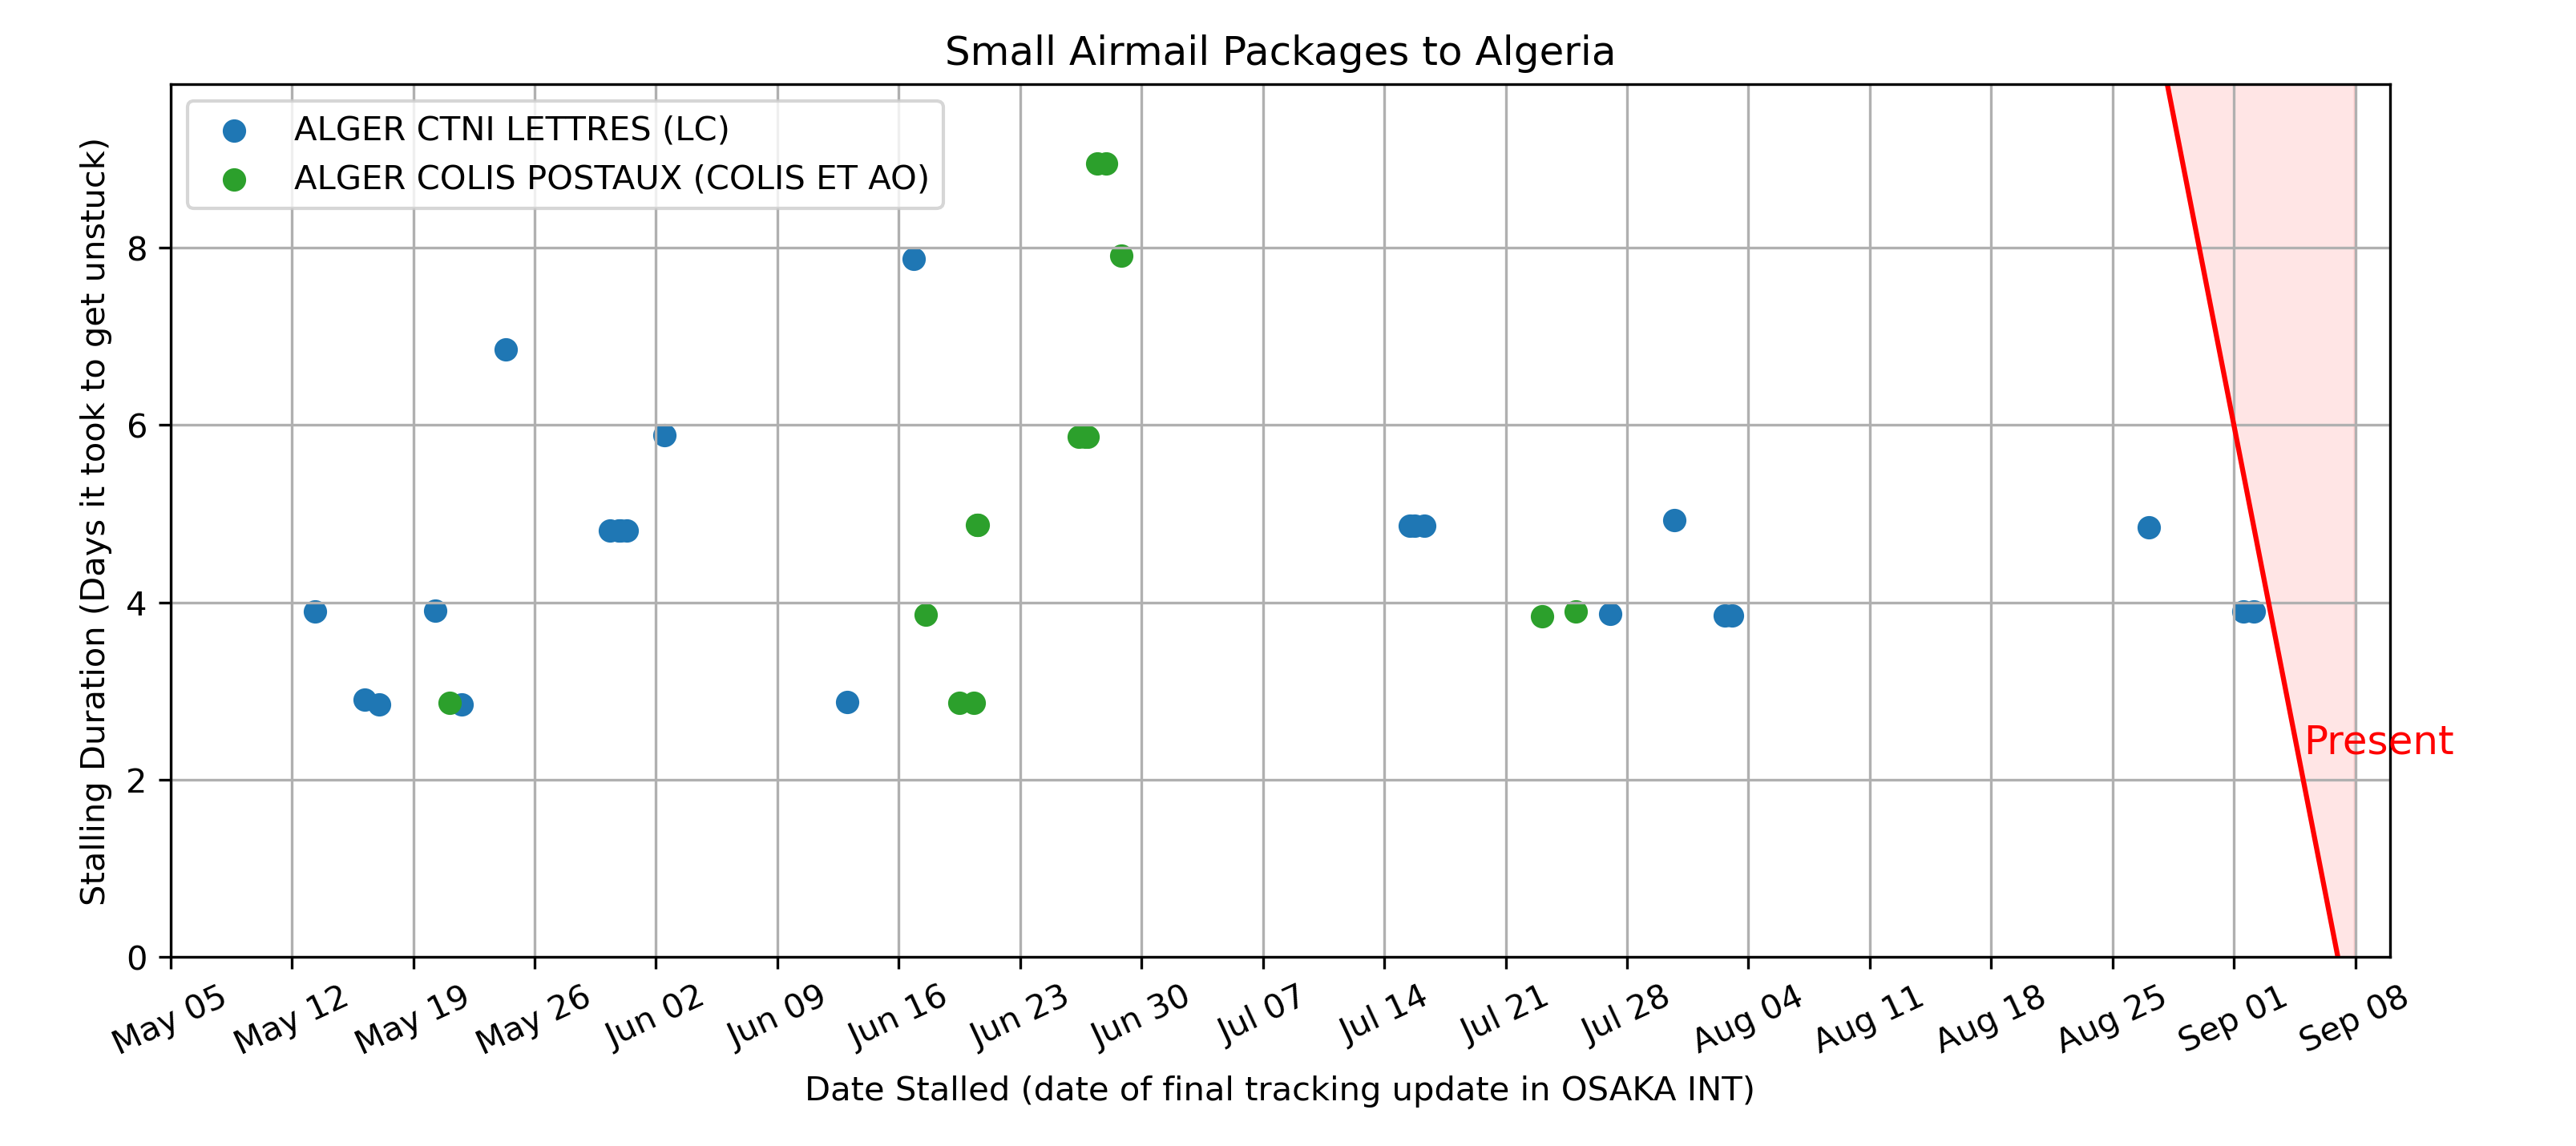 Small Airmail Packages to Algeria
ALGER CTNI LETTRES (LC)
ALGER COLIS POSTAUX (COLIS ET AO)
Stalling Duration (Days it took to get unstuck)
8
6
4
2
0
Present
May 05
May 12
May 19
May 26
Jun 02
Jun 09
Jun 16
Jun 23
Jun 30
Jul 07
Jul 14
Jul 21
Jul 28
Aug 04
Aug 11
Aug 18
Aug 25
Sep 01
Sep 08
Date Stalled (date of final tracking update in OSAKA INT)